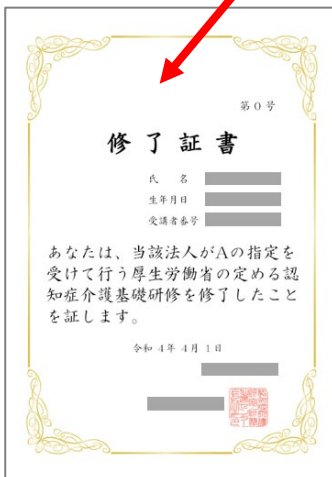 第0号
修了証書
氏 名
生年月日
受講者番号
あなたは、当該法人がAの指定を
受けて行う厚生労働省の定める認
知症介護基礎研修を修了したこと
を証します。
令和 4年 4月 1日